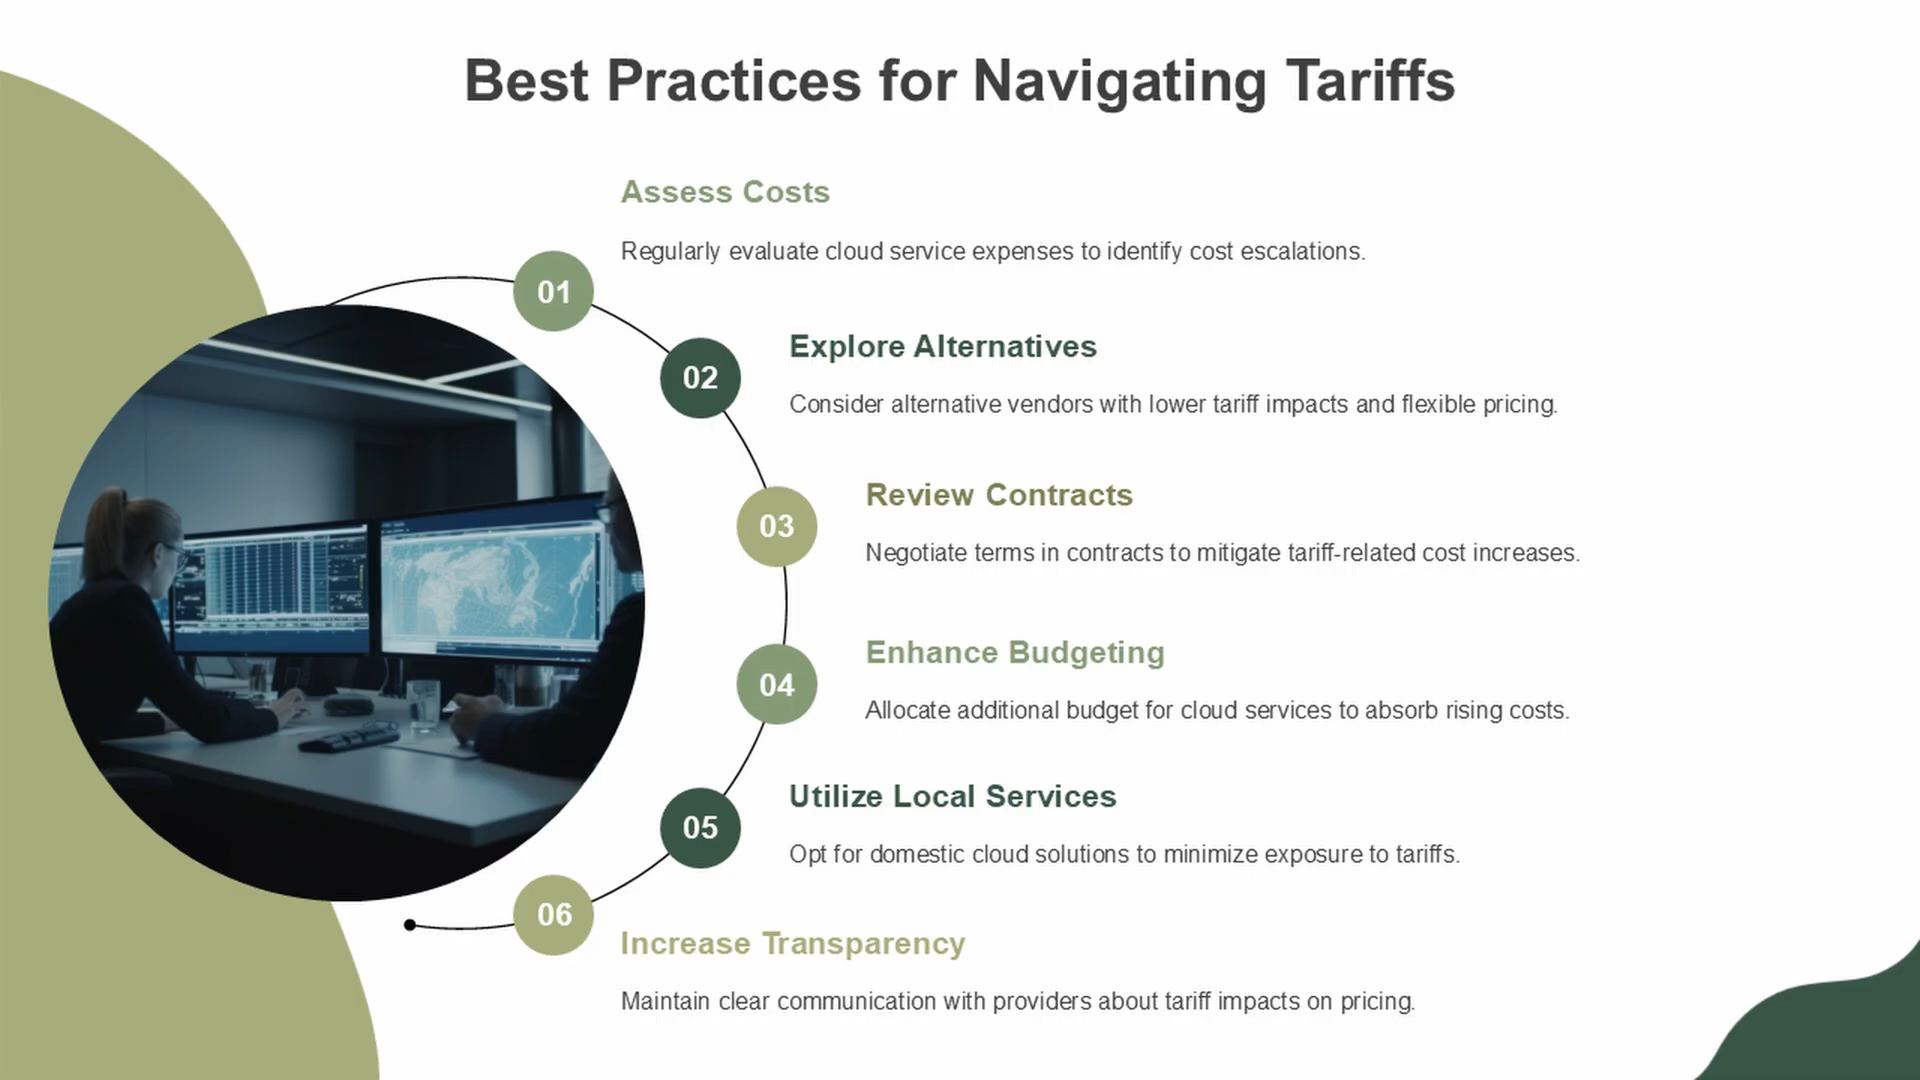 Best Practices for Navigating Tariffs
Assess Costs
Regularly evaluate cloud service expenses to identify cost escalations.
01
Explore Alternatives
02
Consider alternative vendors with lower tariff impacts and flexible pricing.
Review Contracts
03
Negotiate terms in contracts to mitigate tariff-related cost increases.
Enhance Budgeting
04
Allocate additional budget for cloud services to absorb rising costs.
Utilize Local Services
05
Opt for domestic cloud solutions to minimize exposure to tariffs.
06
Increase Transparency
Maintain clear communication with providers about tariff impacts on pricing.